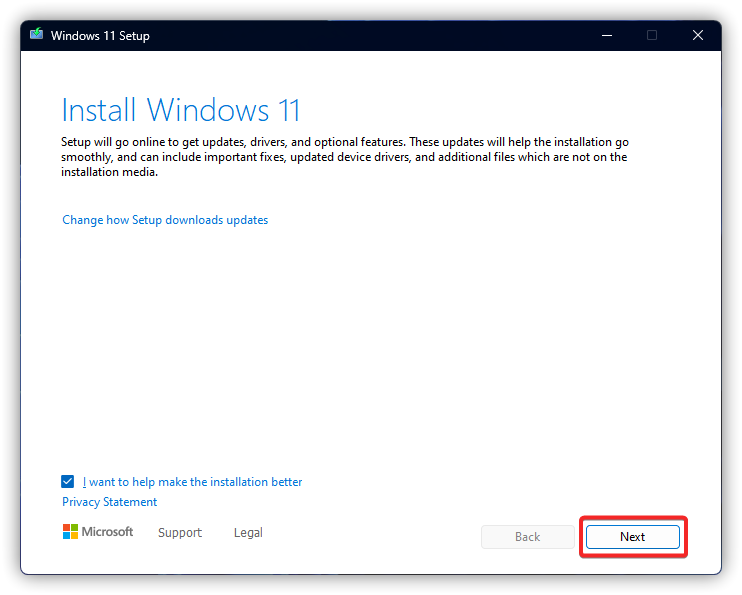 Windows 11 Setup
Install Windows 11
Setup will go online to get updates, drivers, and optional features. These updates will help the installation go
smoothly, and can include important fixes, updated device drivers, and additional files which are not on the
installation media.
Change how Setup downloads updates
I want to help make the installation better
Privacy Statement
Microsoft Support Legal
Back Next